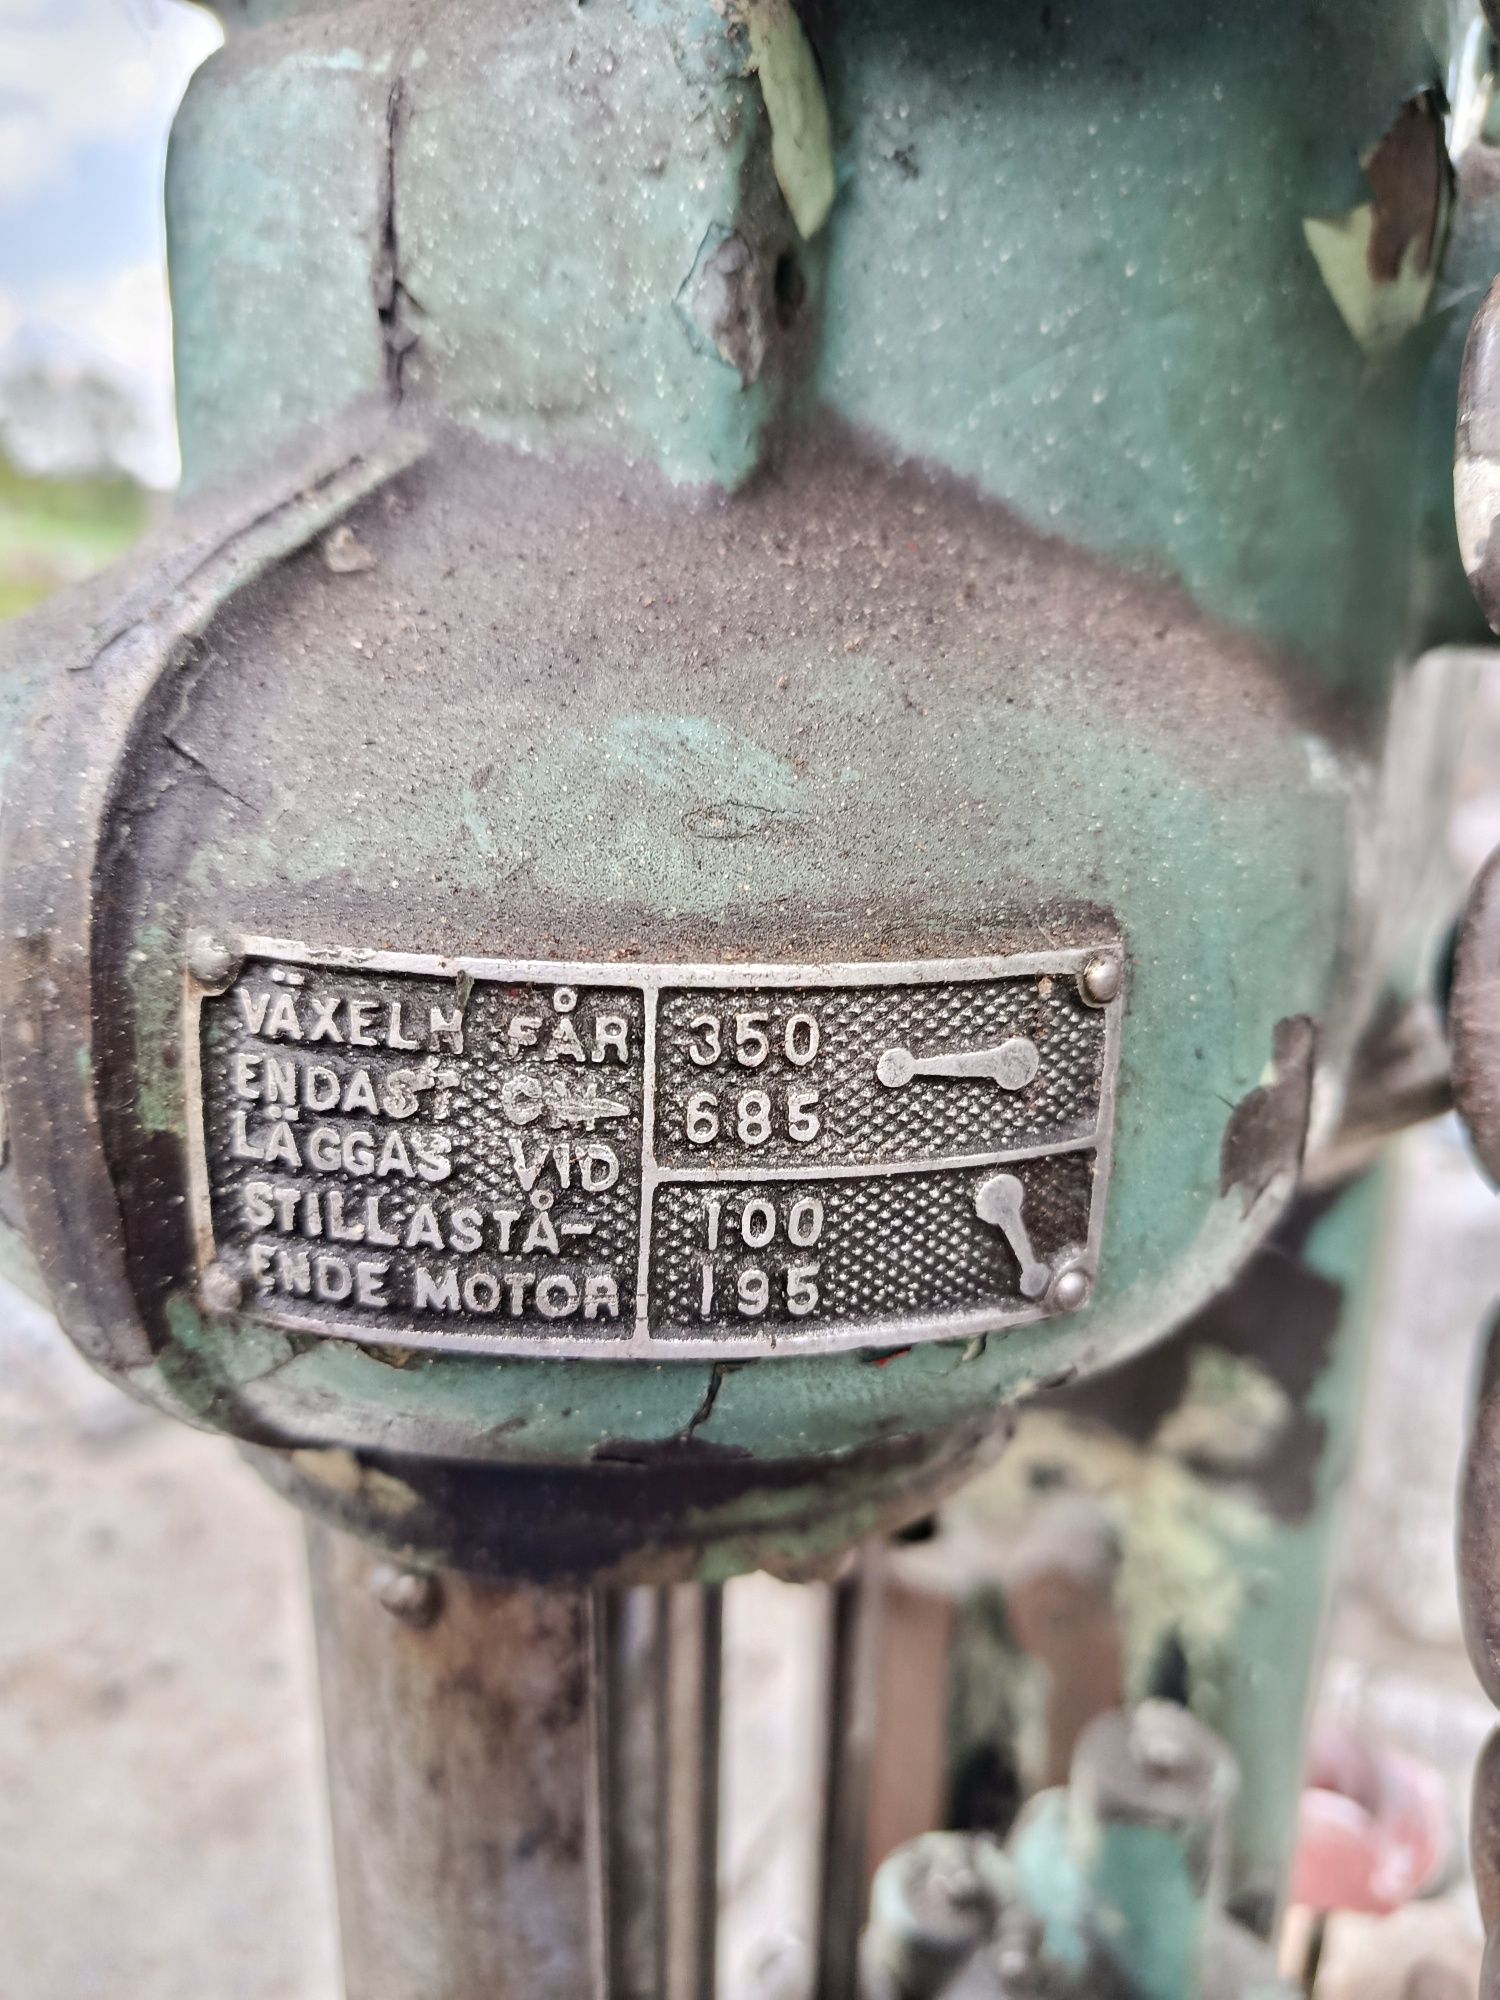 VÄXELN FÅR
ENDAST OM-
LÄGGAS VID
STILLASTÅ-
ENDE MOTOR
350
685
100
195